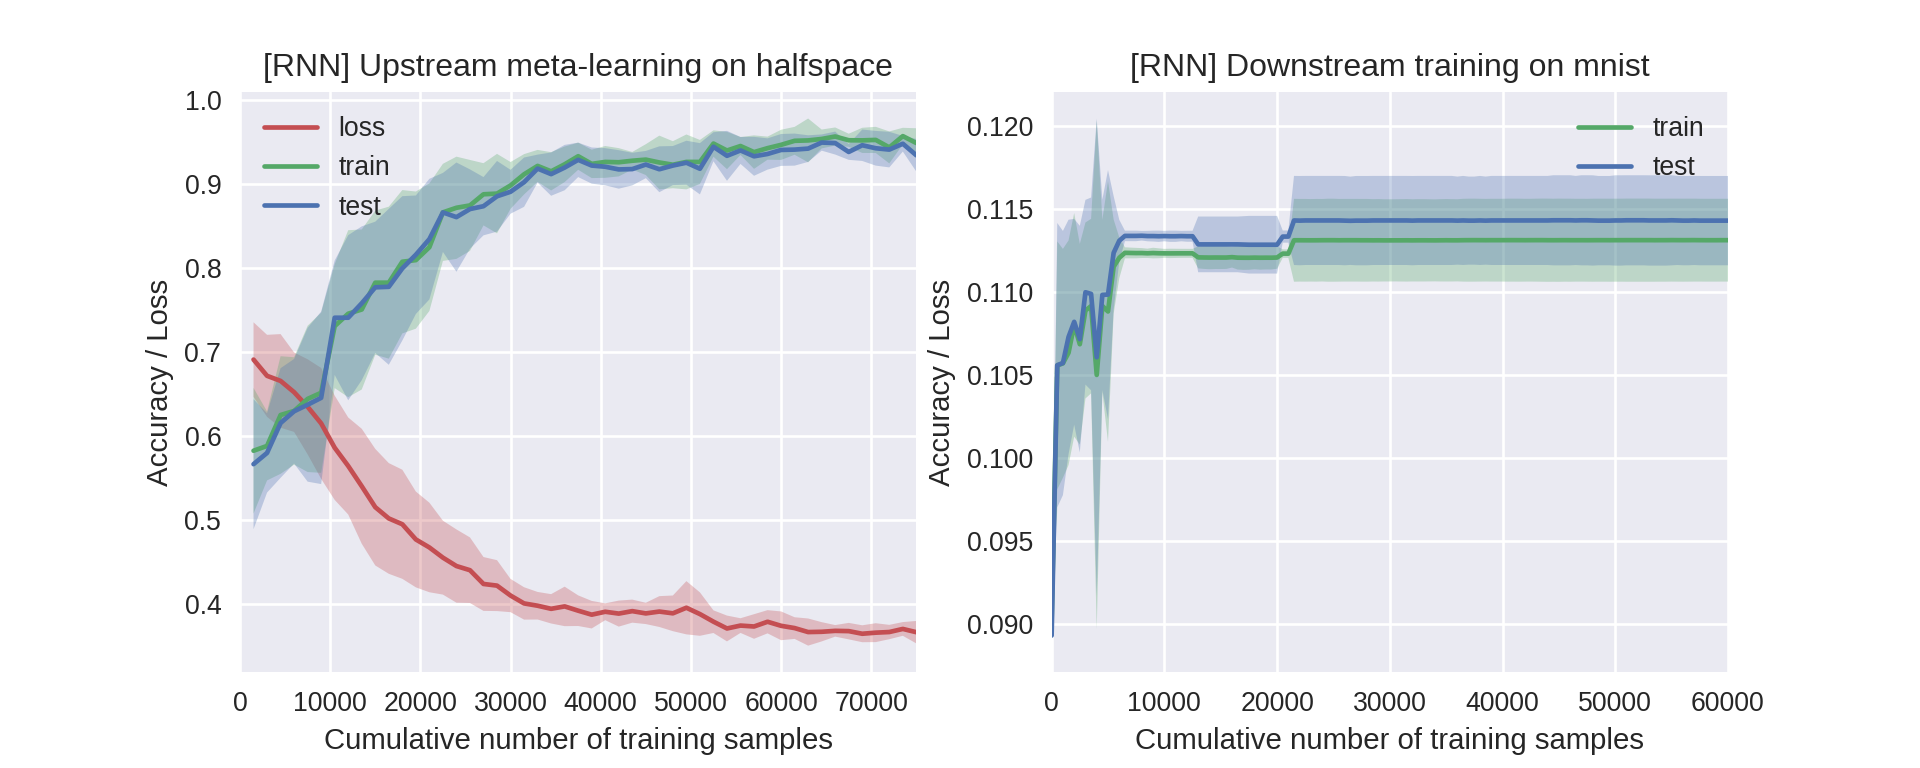 [RNN] Upstream meta-learning on halfspace
1.0
0.9
0.8
0.7
0.6
0.5
0.4
Accuracy / Loss
loss
train
test
0 10000 20000 30000 40000 50000 60000 70000
Cumulative number of training samples
[RNN] Downstream training on mnist
0.120
0.115
0.110
0.105
0.100
0.095
0.090
Accuracy / Loss
train
test
0 10000 20000 30000 40000 50000 60000
Cumulative number of training samples